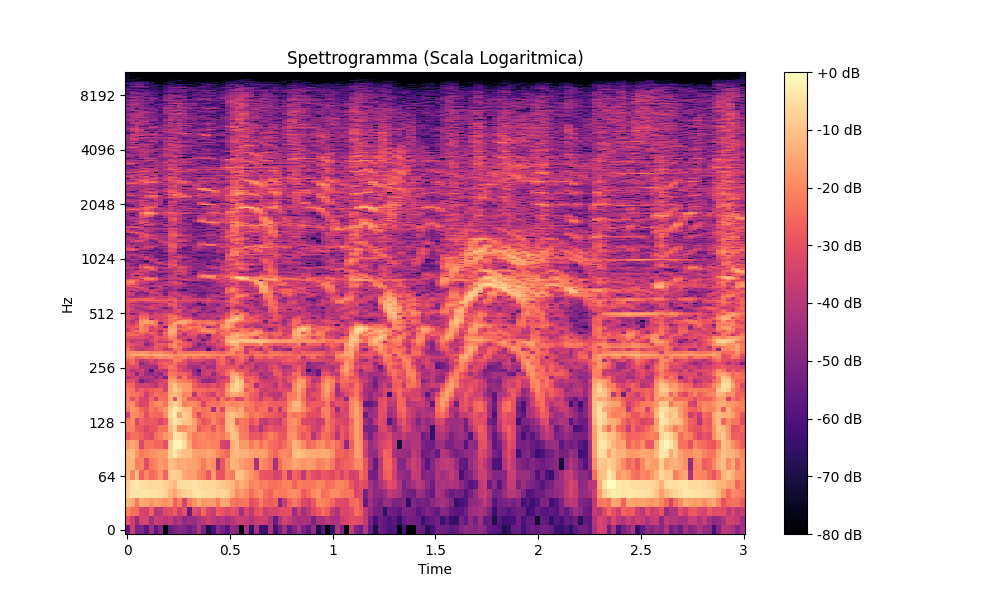 Spettrogramma (Scala Logaritmica)
Hz
8192
4096
2048
1024
512
256
128
64
0
0
0.5
1
1.5
2
2.5
3
Time
+0 dB
-10 dB
-20 dB
-30 dB
-40 dB
-50 dB
-60 dB
-70 dB
-80 dB